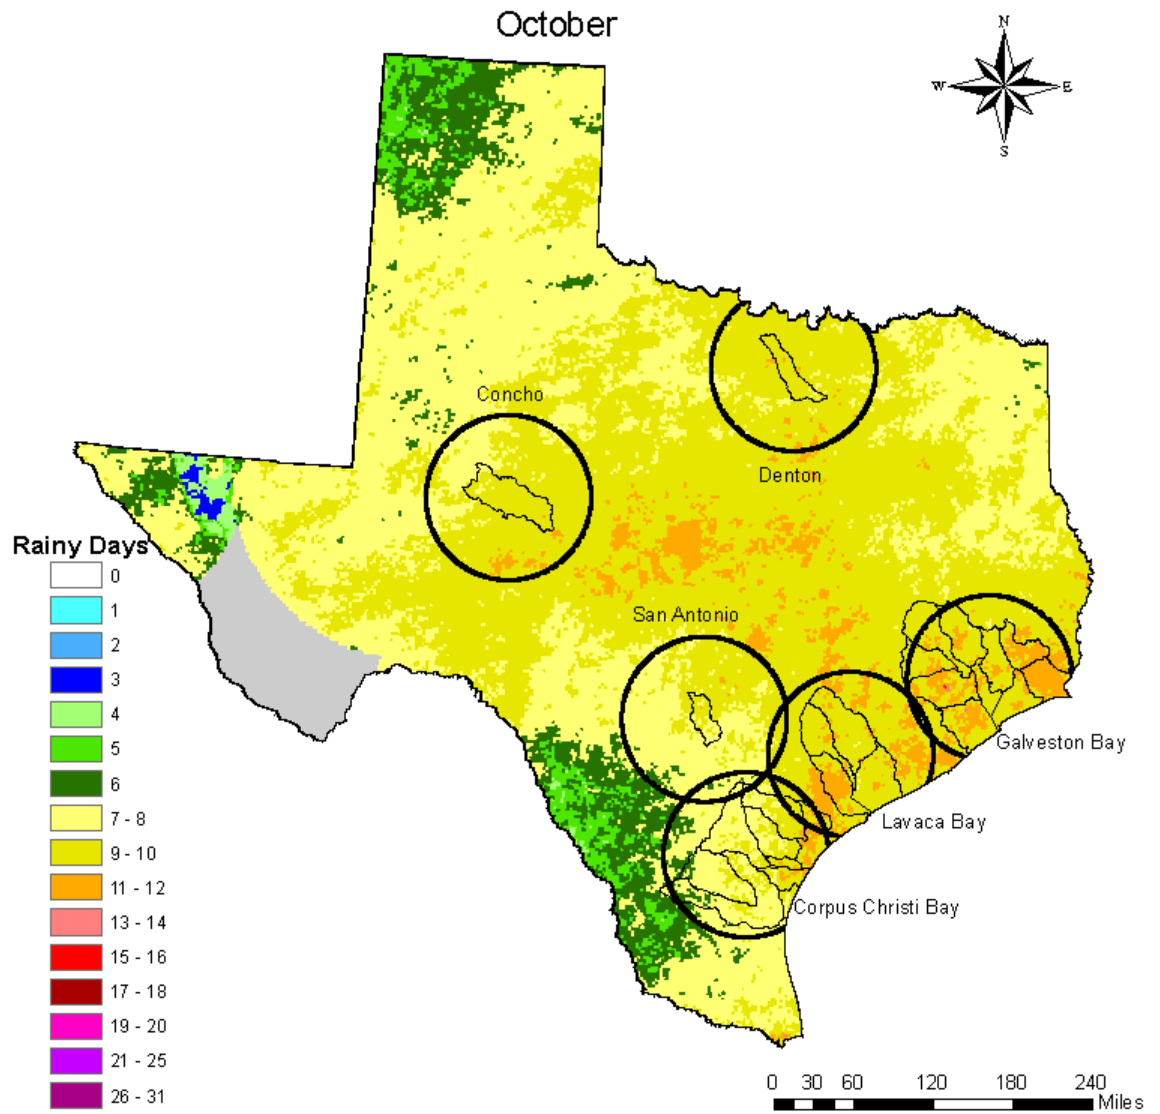 October
N
W
E
S
Concho
Denton
Rainy Days
0
1
2
3
4
5
6
7 - 8
9 - 10
11 - 12
13 - 14
15 - 16
17 - 18
19 - 20
21 - 25
26 - 31
San Antonio
Galveston Bay
Lavaca Bay
Corpus Christi Bay
0 30 60 120 180 240
Miles